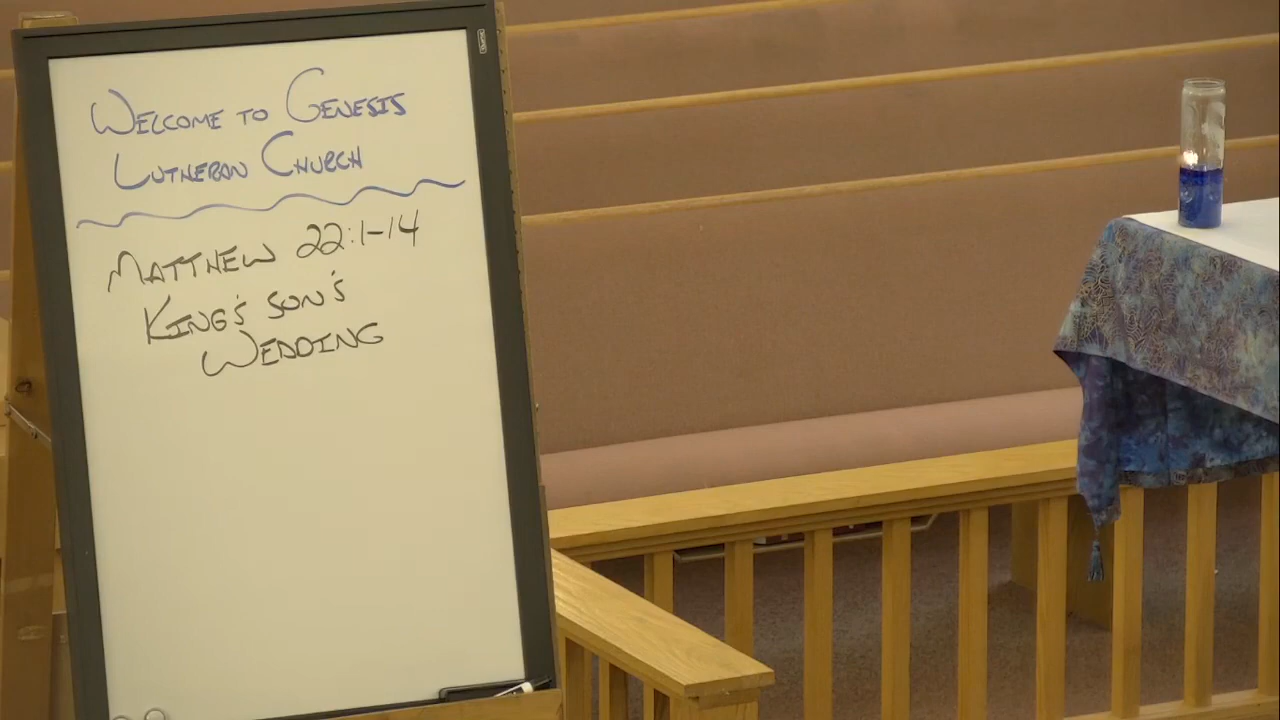 WELCOME TO GENESIS
LUTHERAN CHURCH
MATTHEW 22:1-14
KING'S SON'S
WEDDING